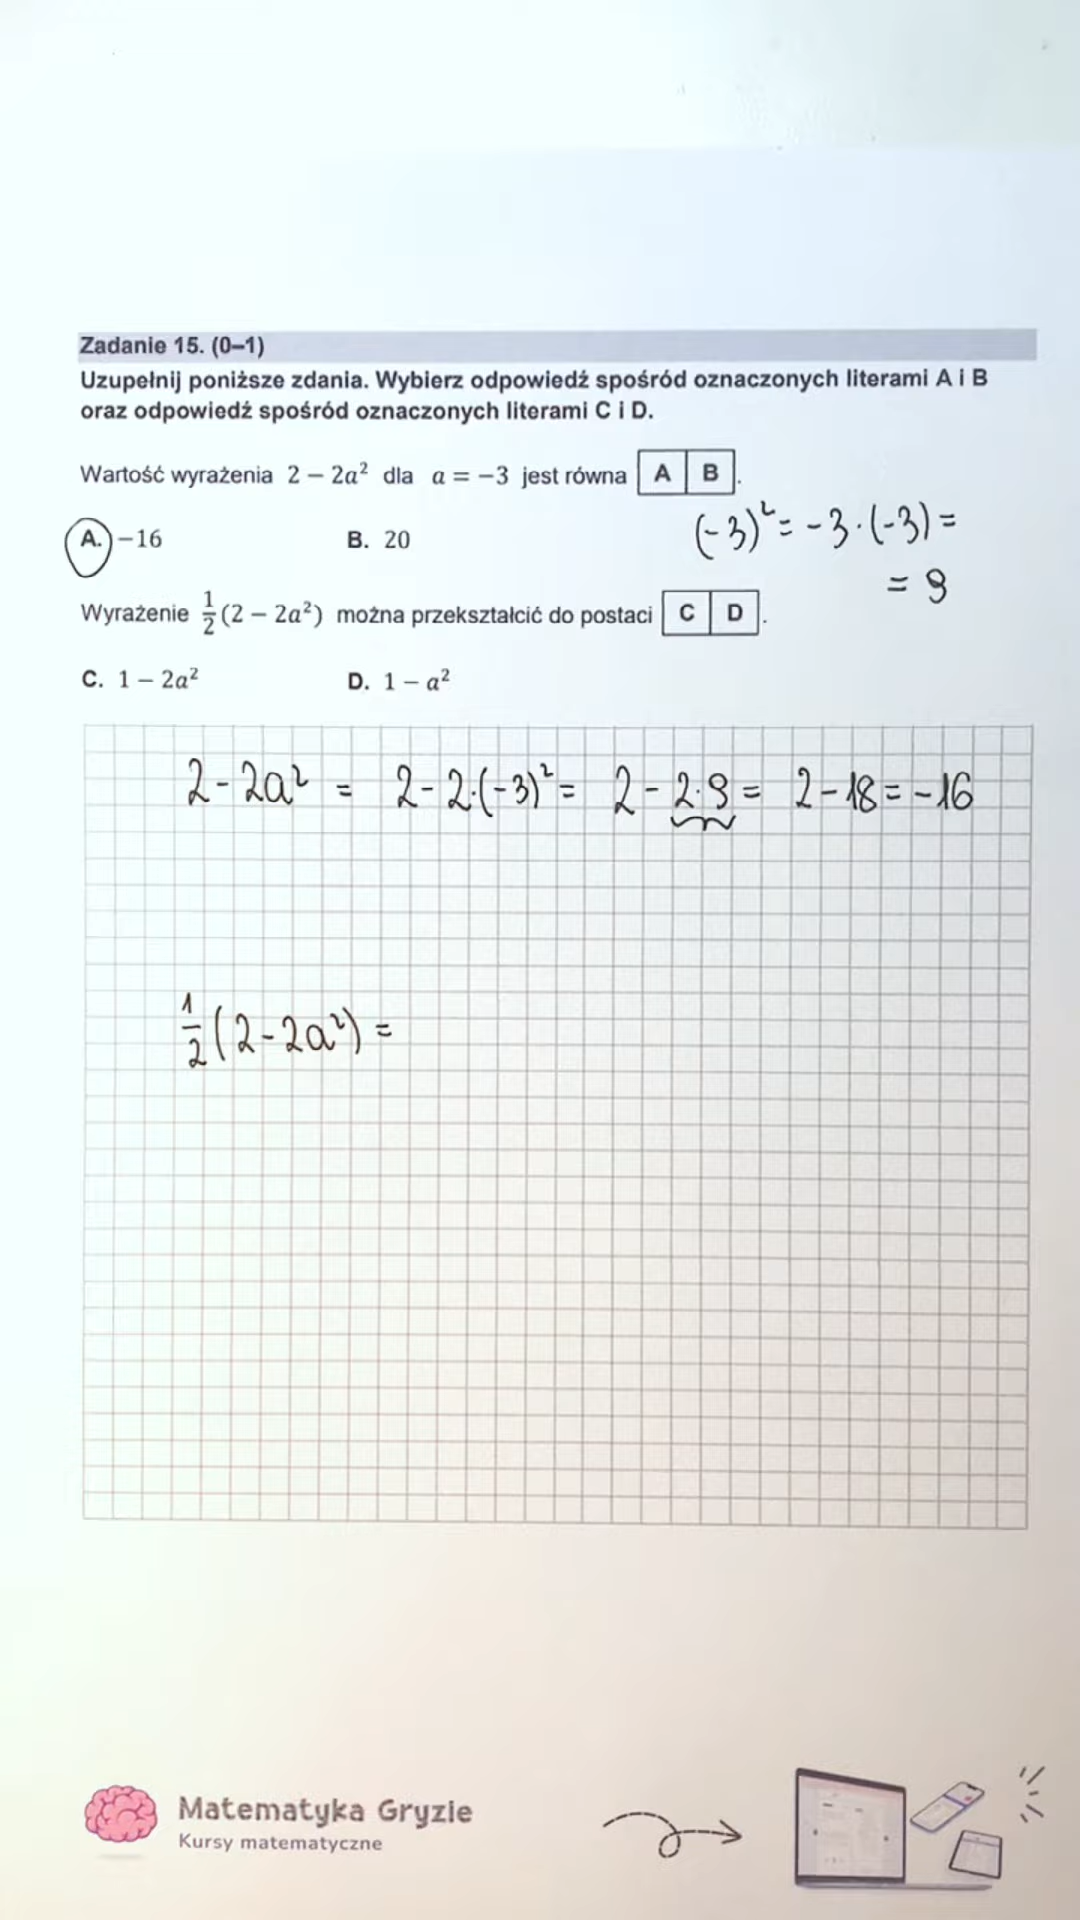 Zadanie 15. (0–1)
Uzupełnij poniższe zdania. Wybierz odpowiedź spośród oznaczonych literami A i B
oraz odpowiedź spośród oznaczonych literami C i D.
Wartość wyrażenia 2 − 2a² dla a = −3 jest równa A B .
A. −16 B. 20
(-3)² = -3·(-3) =
= 9
Wyrażenie 1/2 (2 − 2a²) można przekształcić do postaci C D .
C. 1 − 2a² D. 1 − a²
2 - 2a² = 2 - 2·(-3)² = 2 - 2·9 = 2 - 18 = -16
1/2 (2 - 2a²) =
Matematyka Gryzie
Kursy matematyczne